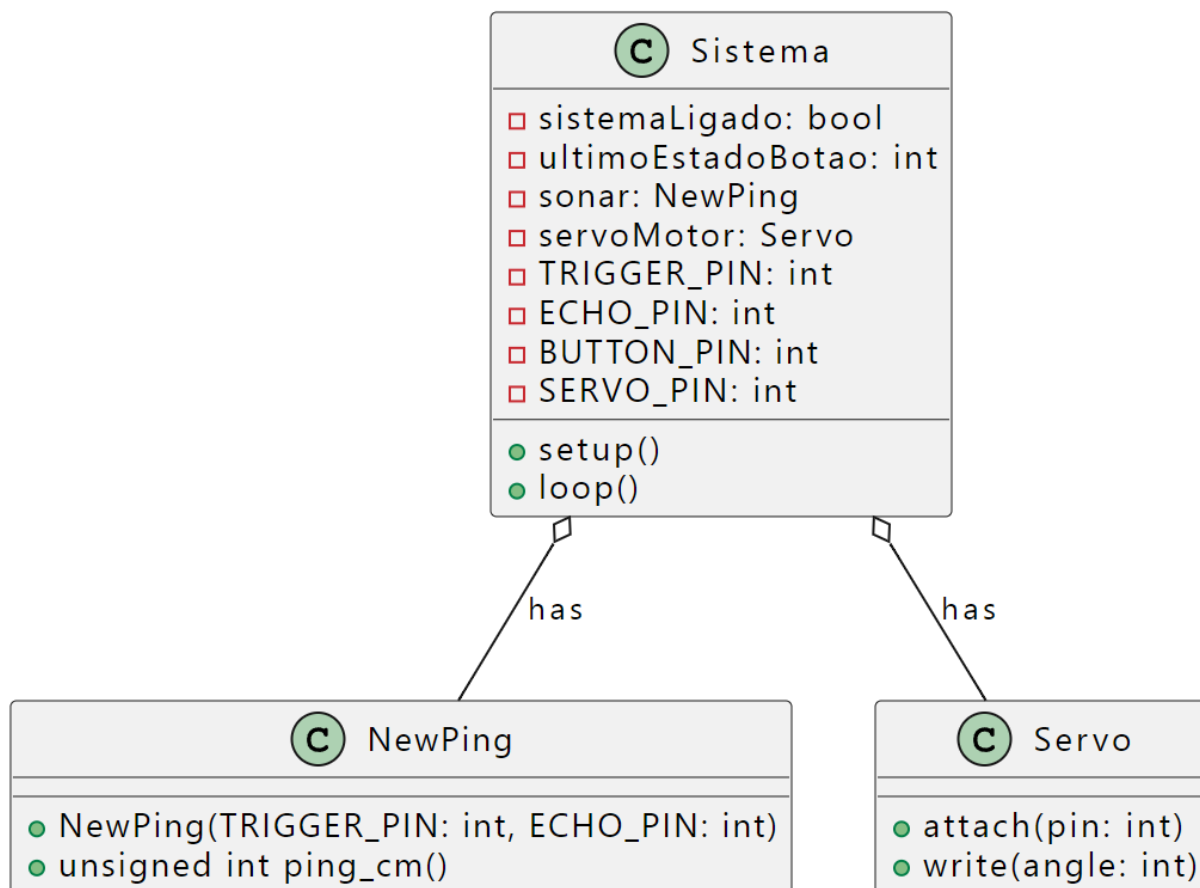 C Sistema
sistemaLigado: bool
ultimoEstadoBotao: int
sonar: NewPing
servoMotor: Servo
TRIGGER_PIN: int
ECHO_PIN: int
BUTTON_PIN: int
SERVO_PIN: int
setup()
loop()
has
has
C NewPing
NewPing(TRIGGER_PIN: int, ECHO_PIN: int)
unsigned int ping_cm()
C Servo
attach(pin: int)
write(angle: int)